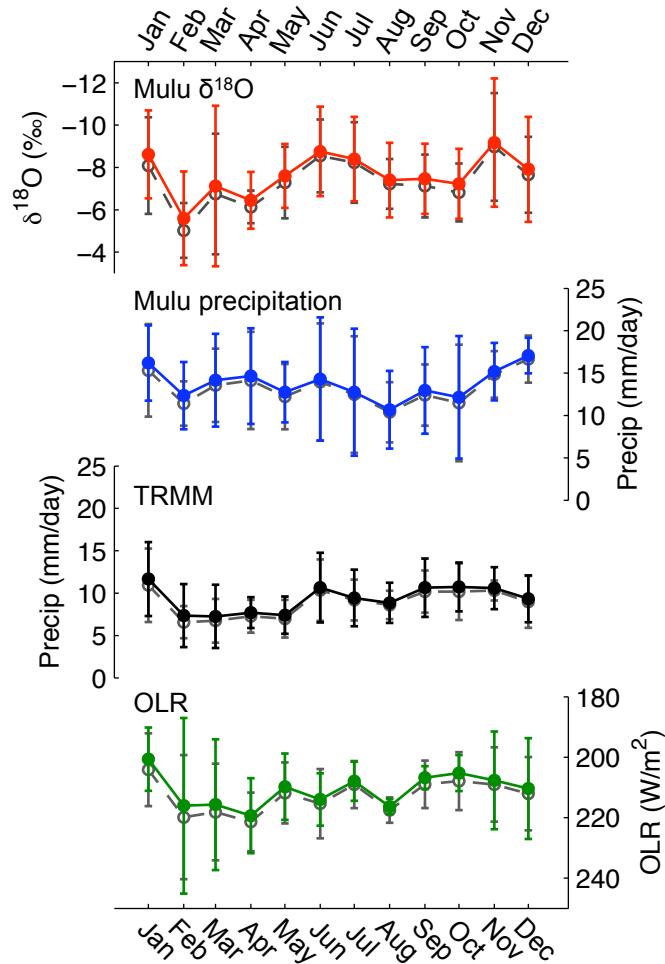 Jan Feb Mar Apr May Jun Jul Aug Sep Oct Nov Dec
Mulu δ¹⁸O
δ¹⁸O (‰)
−12
−10
−8
−6
−4
Mulu precipitation
Precip (mm/day)
25
20
15
10
5
0
TRMM
Precip (mm/day)
25
20
15
10
5
0
OLR
OLR (W/m²)
180
200
220
240
260
Jan Feb Mar Apr May Jun Jul Aug Sep Oct Nov Dec